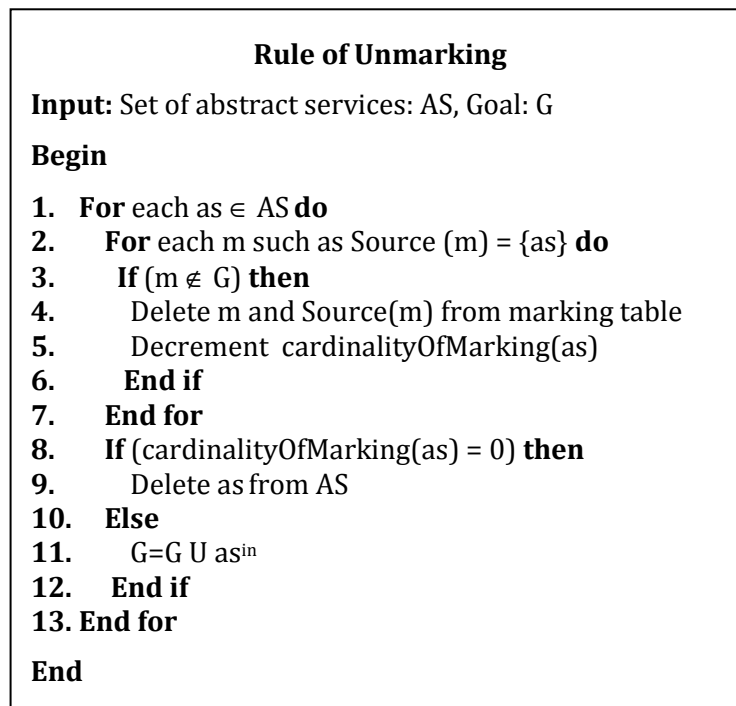 Rule of Unmarking
Input: Set of abstract services: AS, Goal: G
Begin
1. For each as ∈ AS do
2. For each m such as Source (m) = {as} do
3. If (m ∉ G) then
4. Delete m and Source(m) from marking table
5. Decrement cardinalityOfMarking(as)
6. End if
7. End for
8. If (cardinalityOfMarking(as) = 0) then
9. Delete as from AS
10. Else
11. G=G U asⁱⁿ
12. End if
13. End for
End